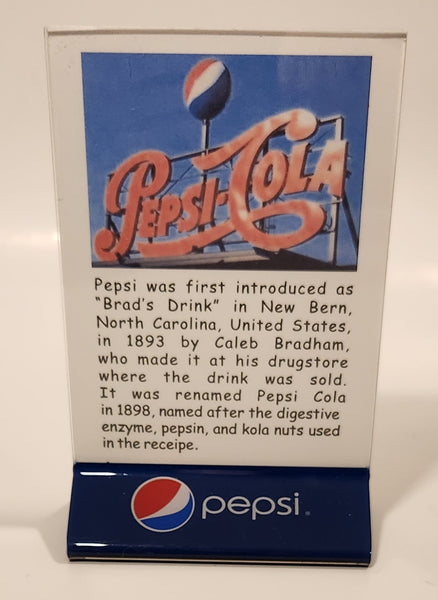 PEPSI-COLA
Pepsi was first introduced as
"Brad's Drink" in New Bern,
North Carolina, United States,
in 1893 by Caleb Bradham,
who made it at his drugstore
where the drink was sold.
It was renamed Pepsi Cola
in 1898, named after the digestive
enzyme, pepsin, and kola nuts used
in the receipe.
pepsi.